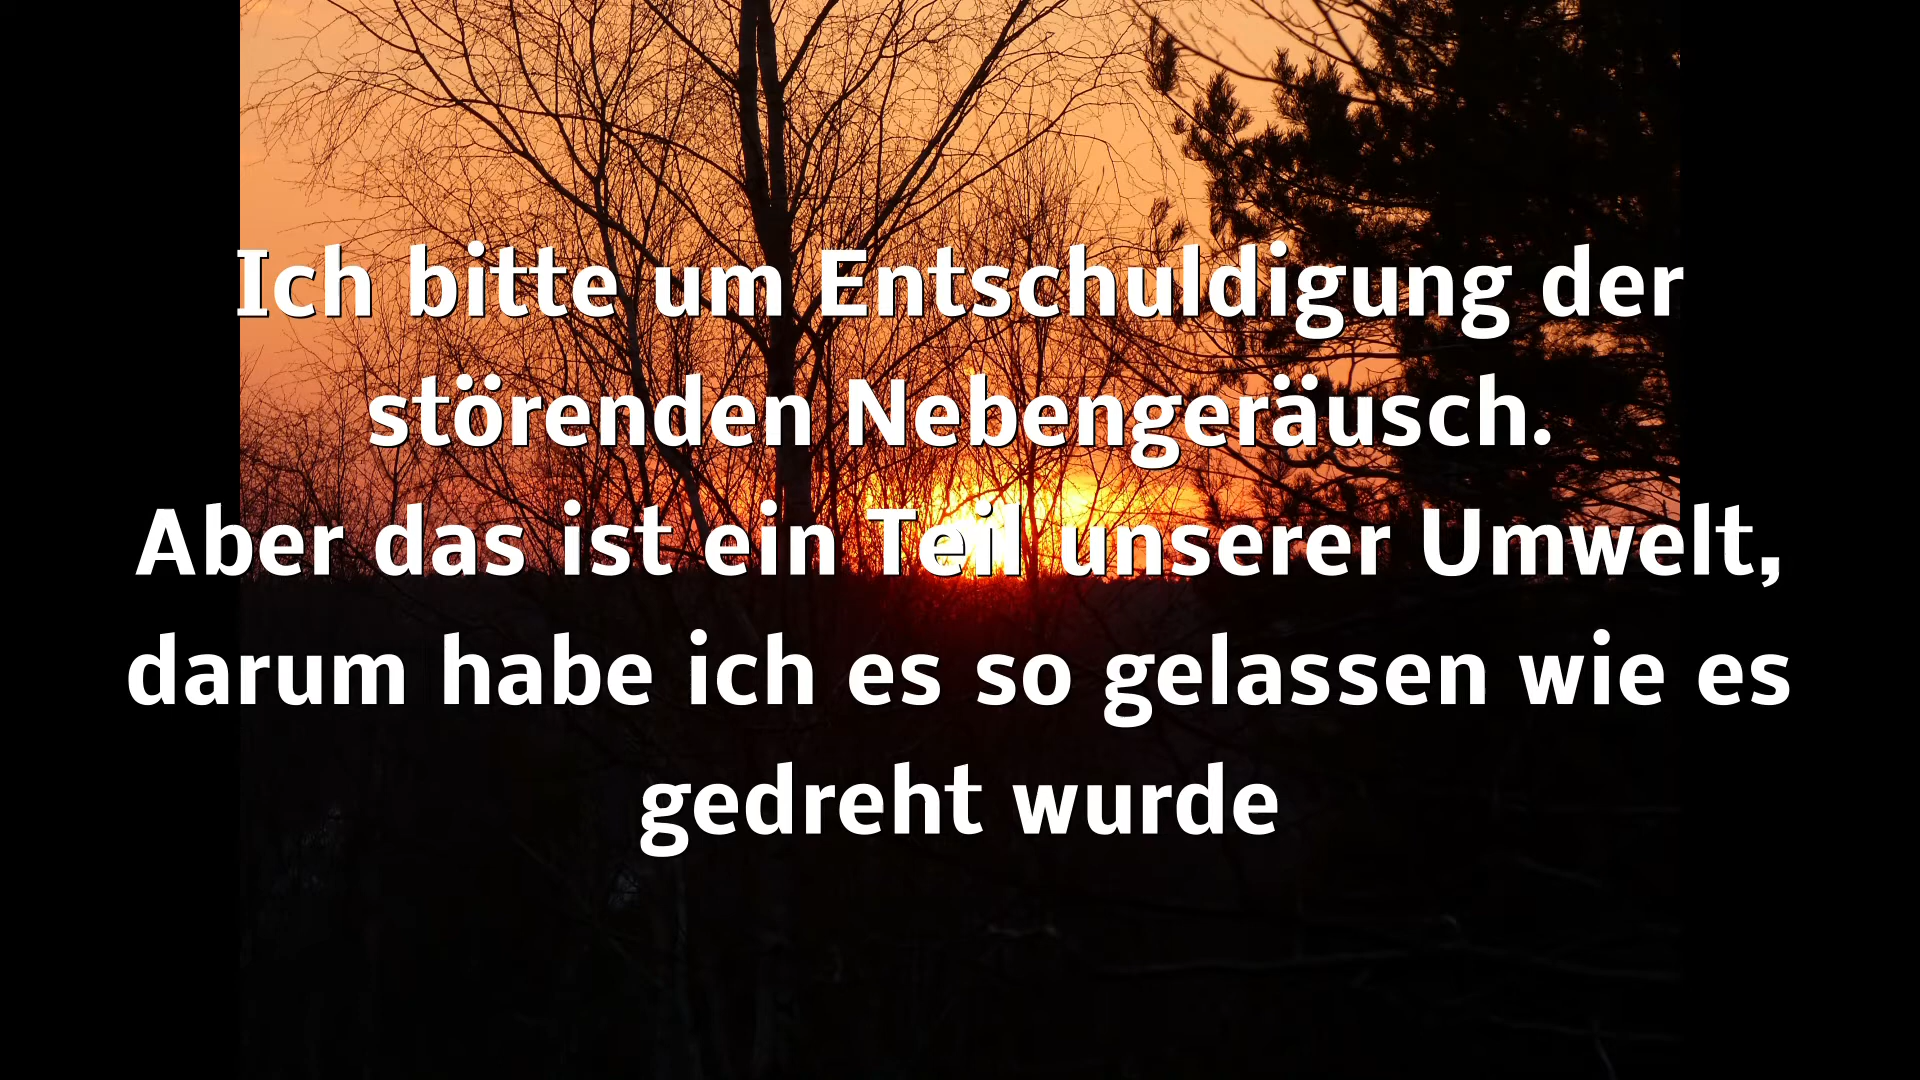 Ich bitte um Entschuldigung der
störenden Nebengeräusch.
Aber das ist ein Teil unserer Umwelt,
darum habe ich es so gelassen wie es
gedreht wurde